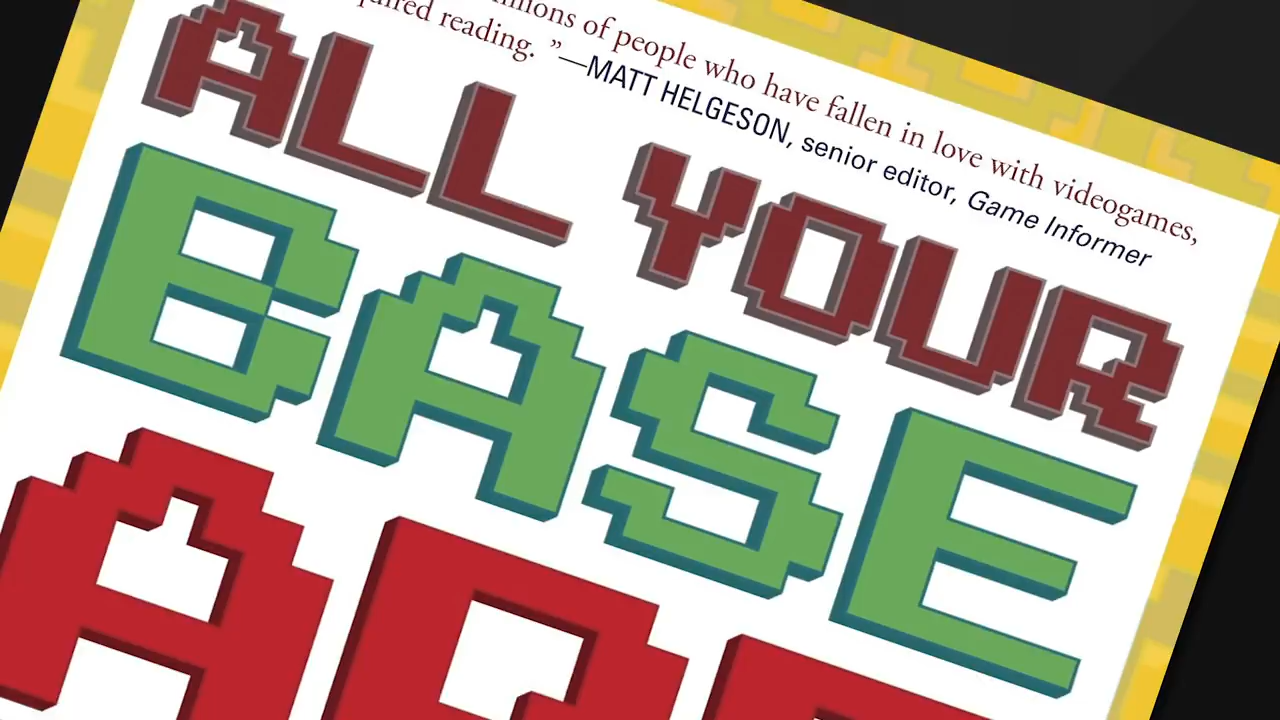 of people who have fallen in love with videogames,
reading. ”—MATT HELGESON, senior editor, Game Informer
ALL YOUR
BASE